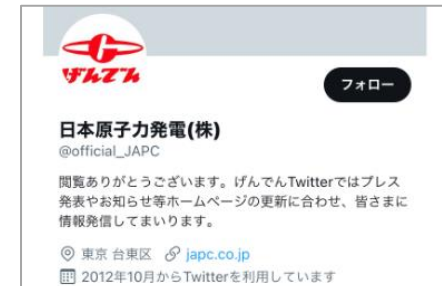 げんでん
フォロー
日本原子力発電(株)
@official_JAPC
閲覧ありがとうございます。げんでんTwitterではプレス
発表やお知らせ等ホームページの更新に合わせ、皆さまに
情報発信してまいります。
東京 台東区 japc.co.jp
2012年10月からTwitterを利用しています